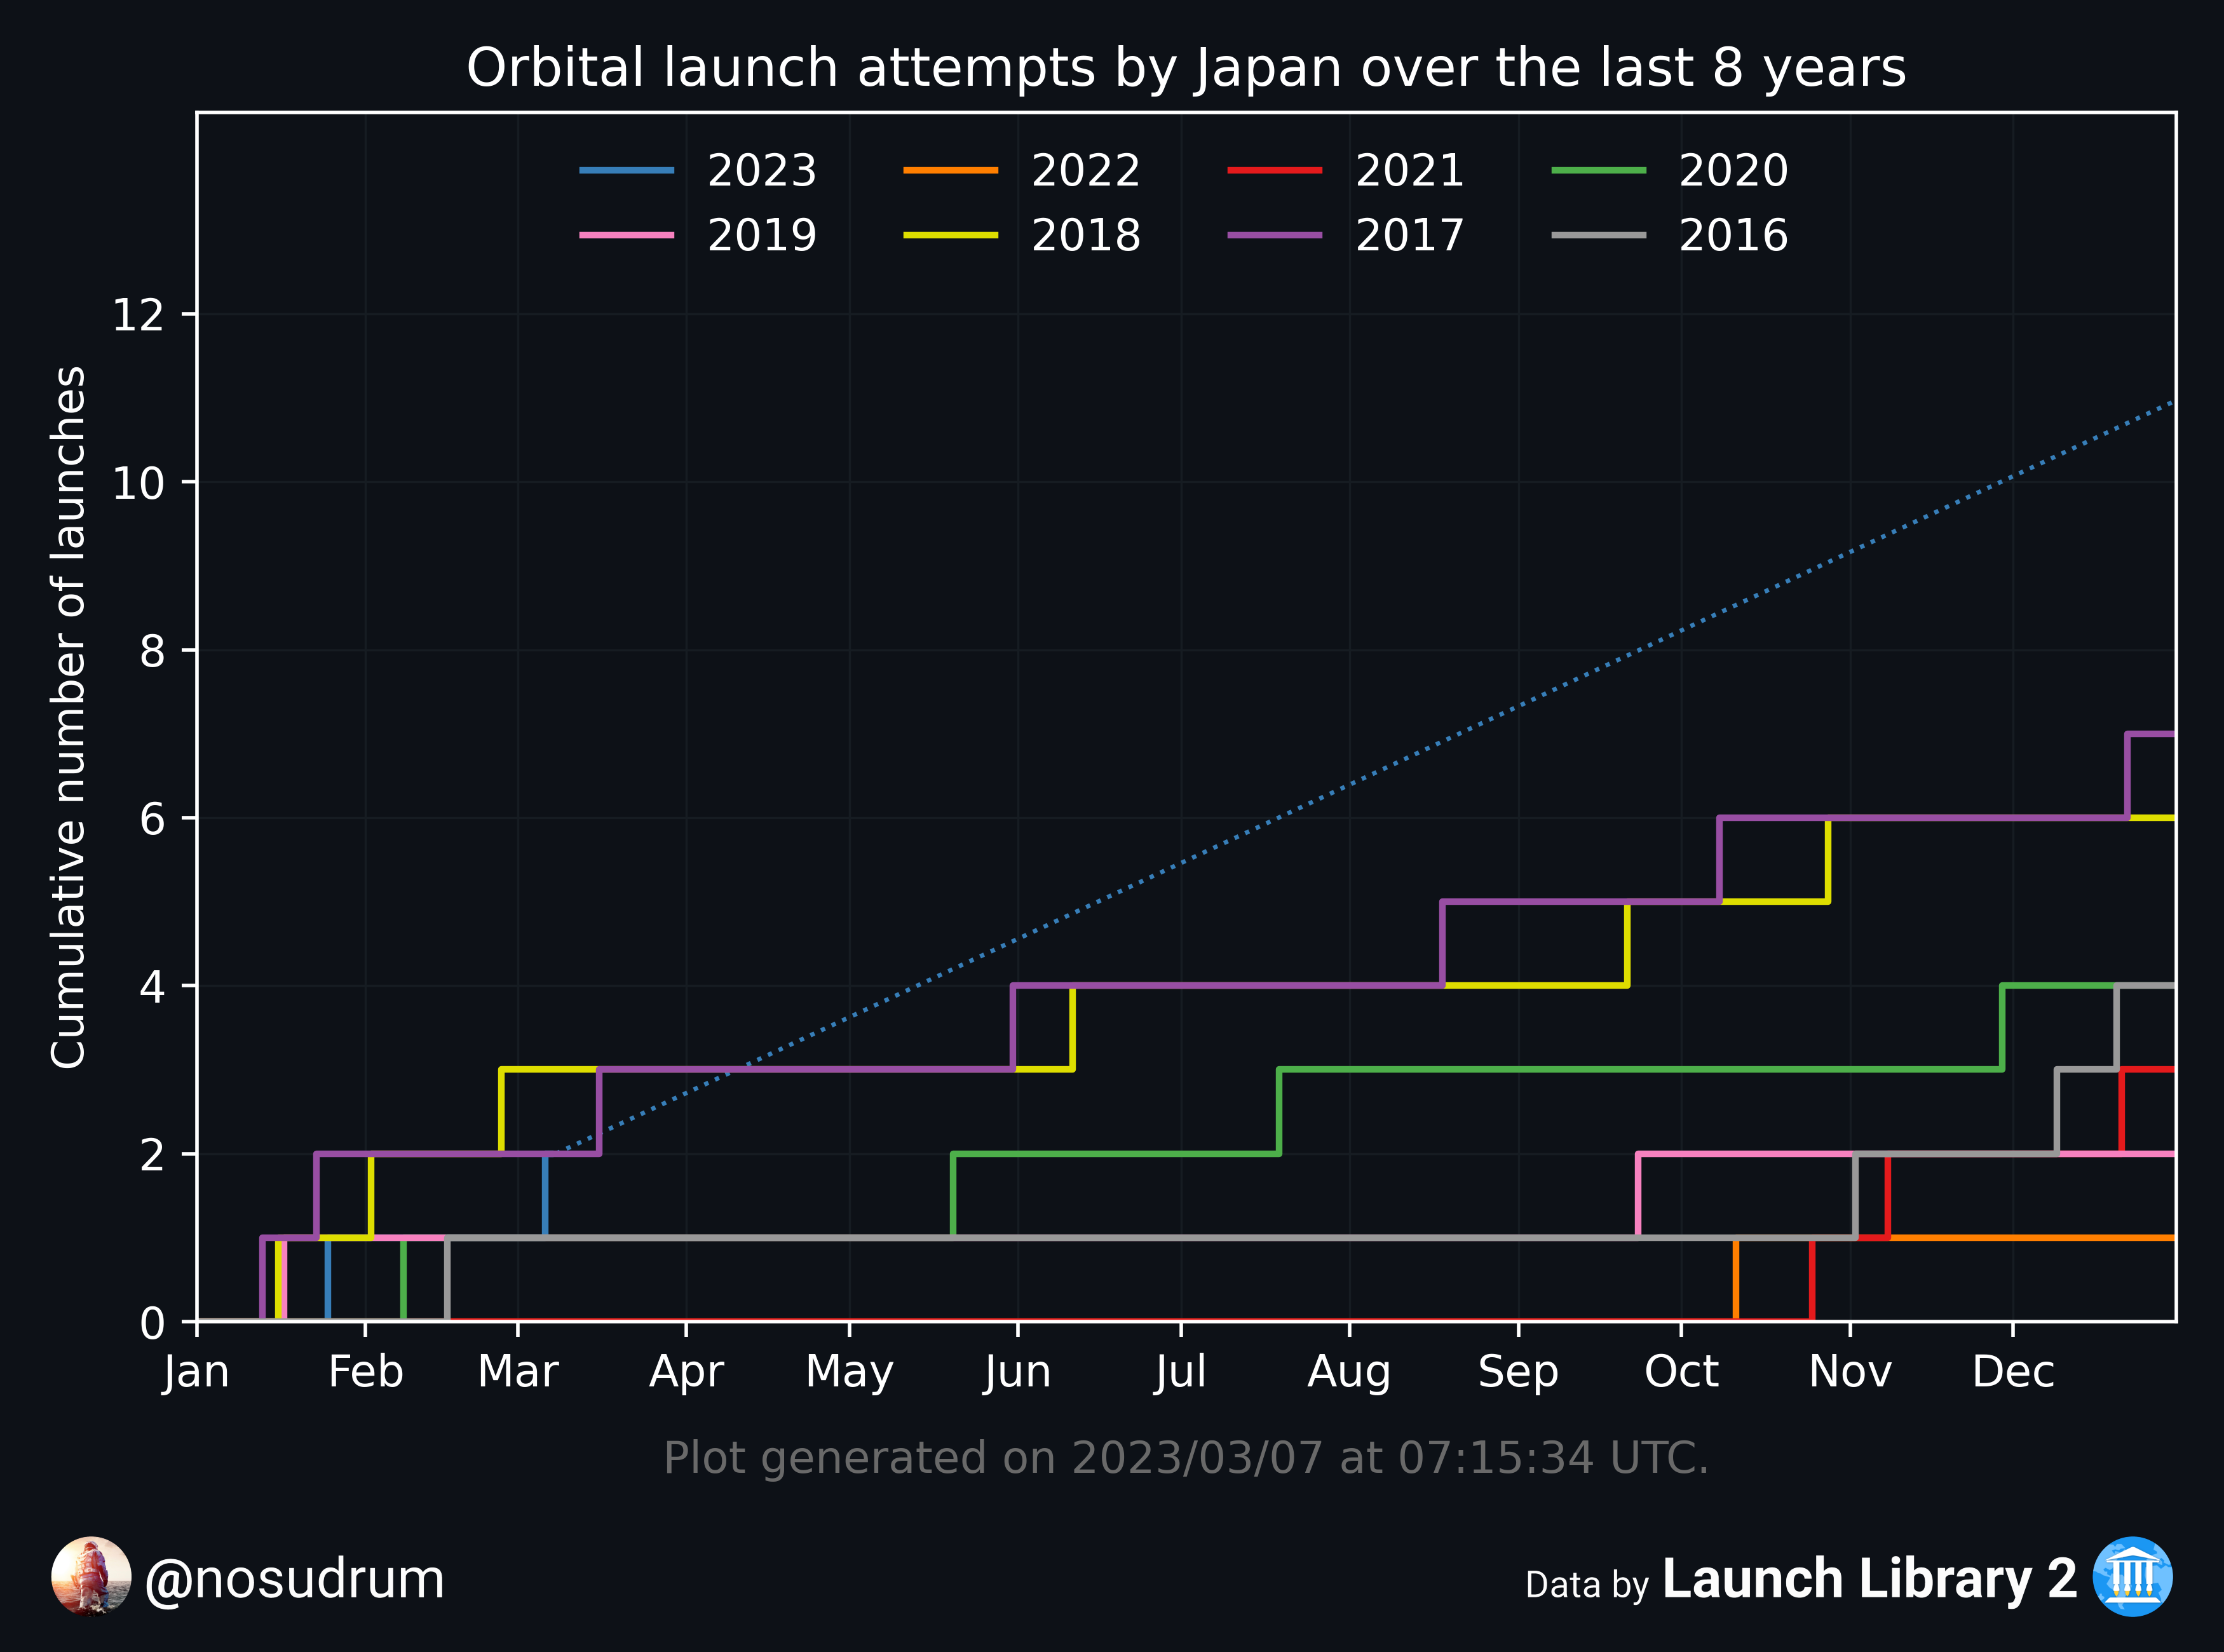 Orbital launch attempts by Japan over the last 8 years
2023 2022 2021 2020
2019 2018 2017 2016
Cumulative number of launches
12
10
8
6
4
2
0
Jan Feb Mar Apr May Jun Jul Aug Sep Oct Nov Dec
Plot generated on 2023/03/07 at 07:15:34 UTC.
@nosudrum
Data by Launch Library 2